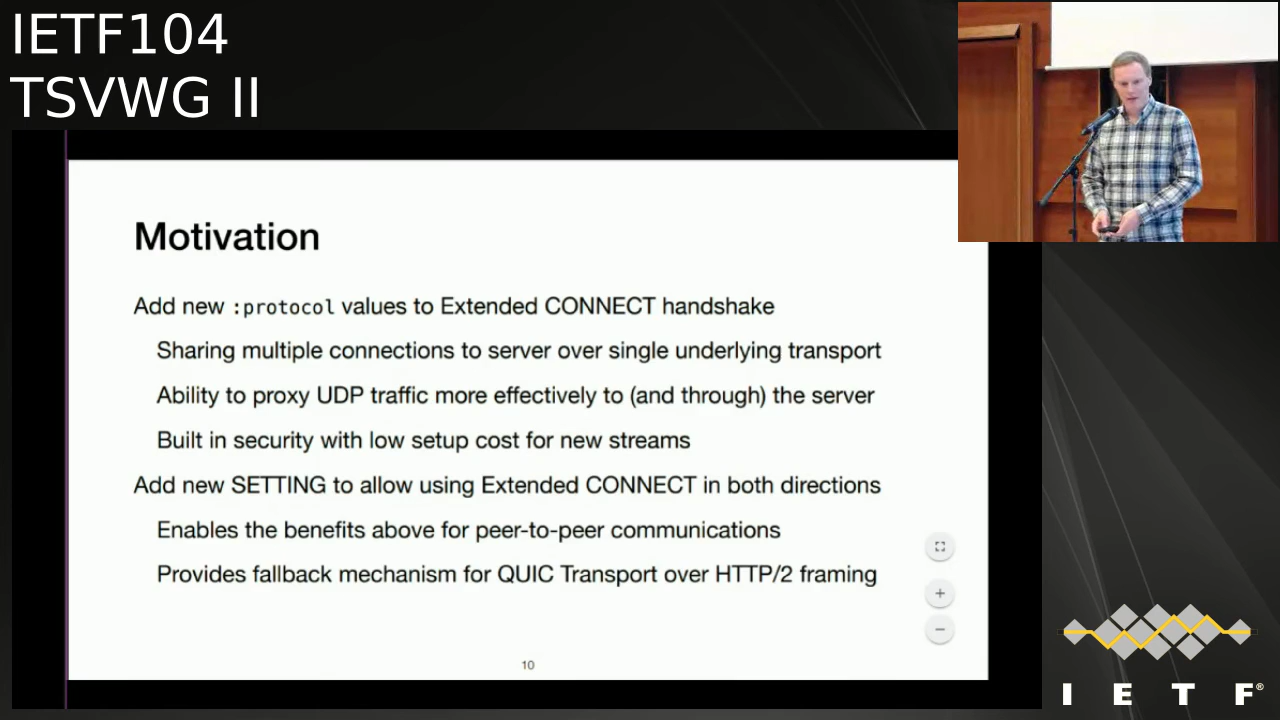 IETF104
TSVWG II
Motivation
Add new :protocol values to Extended CONNECT handshake
Sharing multiple connections to server over single underlying transport
Ability to proxy UDP traffic more effectively to (and through) the server
Built in security with low setup cost for new streams
Add new SETTING to allow using Extended CONNECT in both directions
Enables the benefits above for peer-to-peer communications
Provides fallback mechanism for QUIC Transport over HTTP/2 framing
10
I E T F®